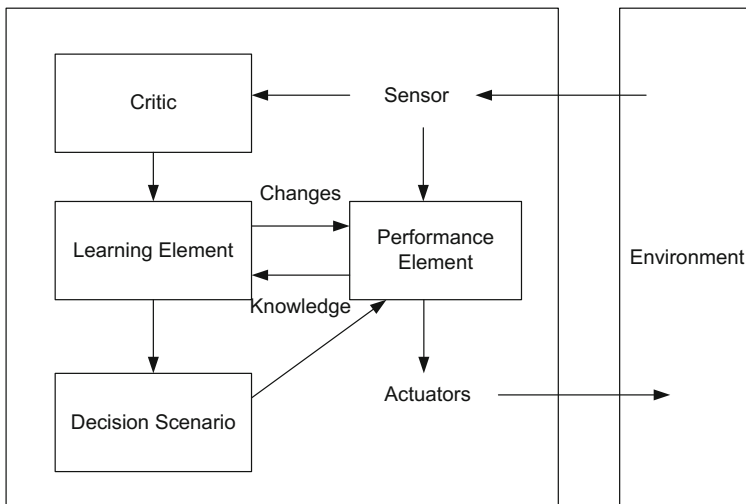 Critic
Sensor
Changes
Learning Element
Performance
Element
Environment
Knowledge
Decision Scenario
Actuators